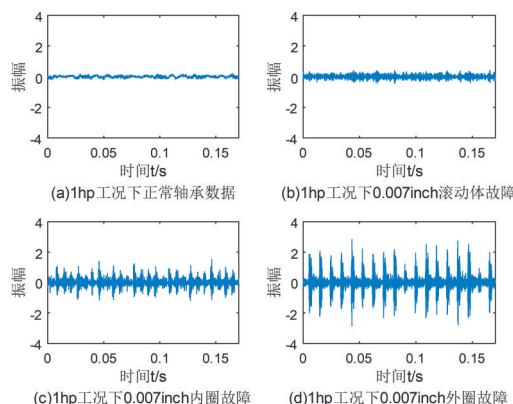 4
2
0
-2
-4
振幅
0 0.05 0.1 0.15
时间t/s
(a)1hp工况下正常轴承数据
4
2
0
-2
-4
振幅
0 0.05 0.1 0.15
时间t/s
(b)1hp工况下0.007inch滚动体故障
4
2
0
-2
-4
振幅
0 0.05 0.1 0.15
时间t/s
(c)1hp工况下0.007inch内圈故障
4
2
0
-2
-4
振幅
0 0.05 0.1 0.15
时间t/s
(d)1hp工况下0.007inch外圈故障